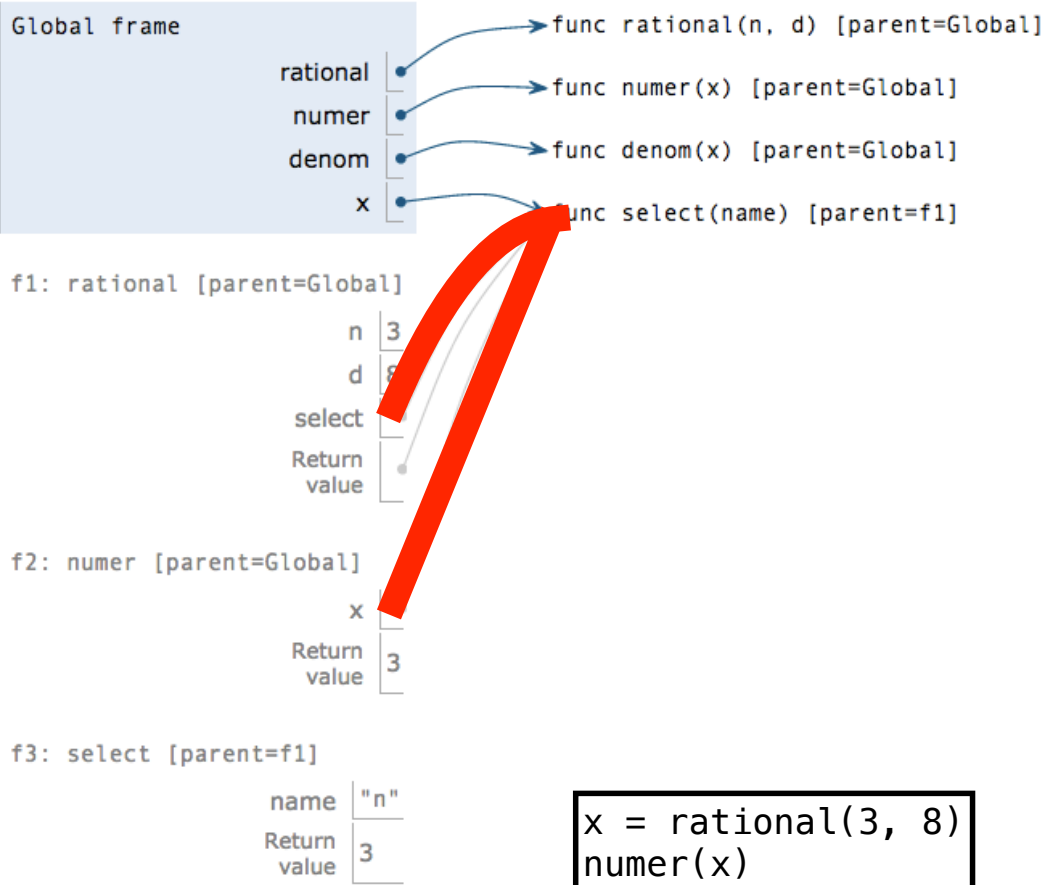 Global frame
rational
numer
denom
x
func rational(n, d) [parent=Global]
func numer(x) [parent=Global]
func denom(x) [parent=Global]
func select(name) [parent=f1]
f1: rational [parent=Global]
n 3
d 8
select
Return
value
f2: numer [parent=Global]
x
Return
value 3
f3: select [parent=f1]
name "n"
Return
value 3
x = rational(3, 8)
numer(x)